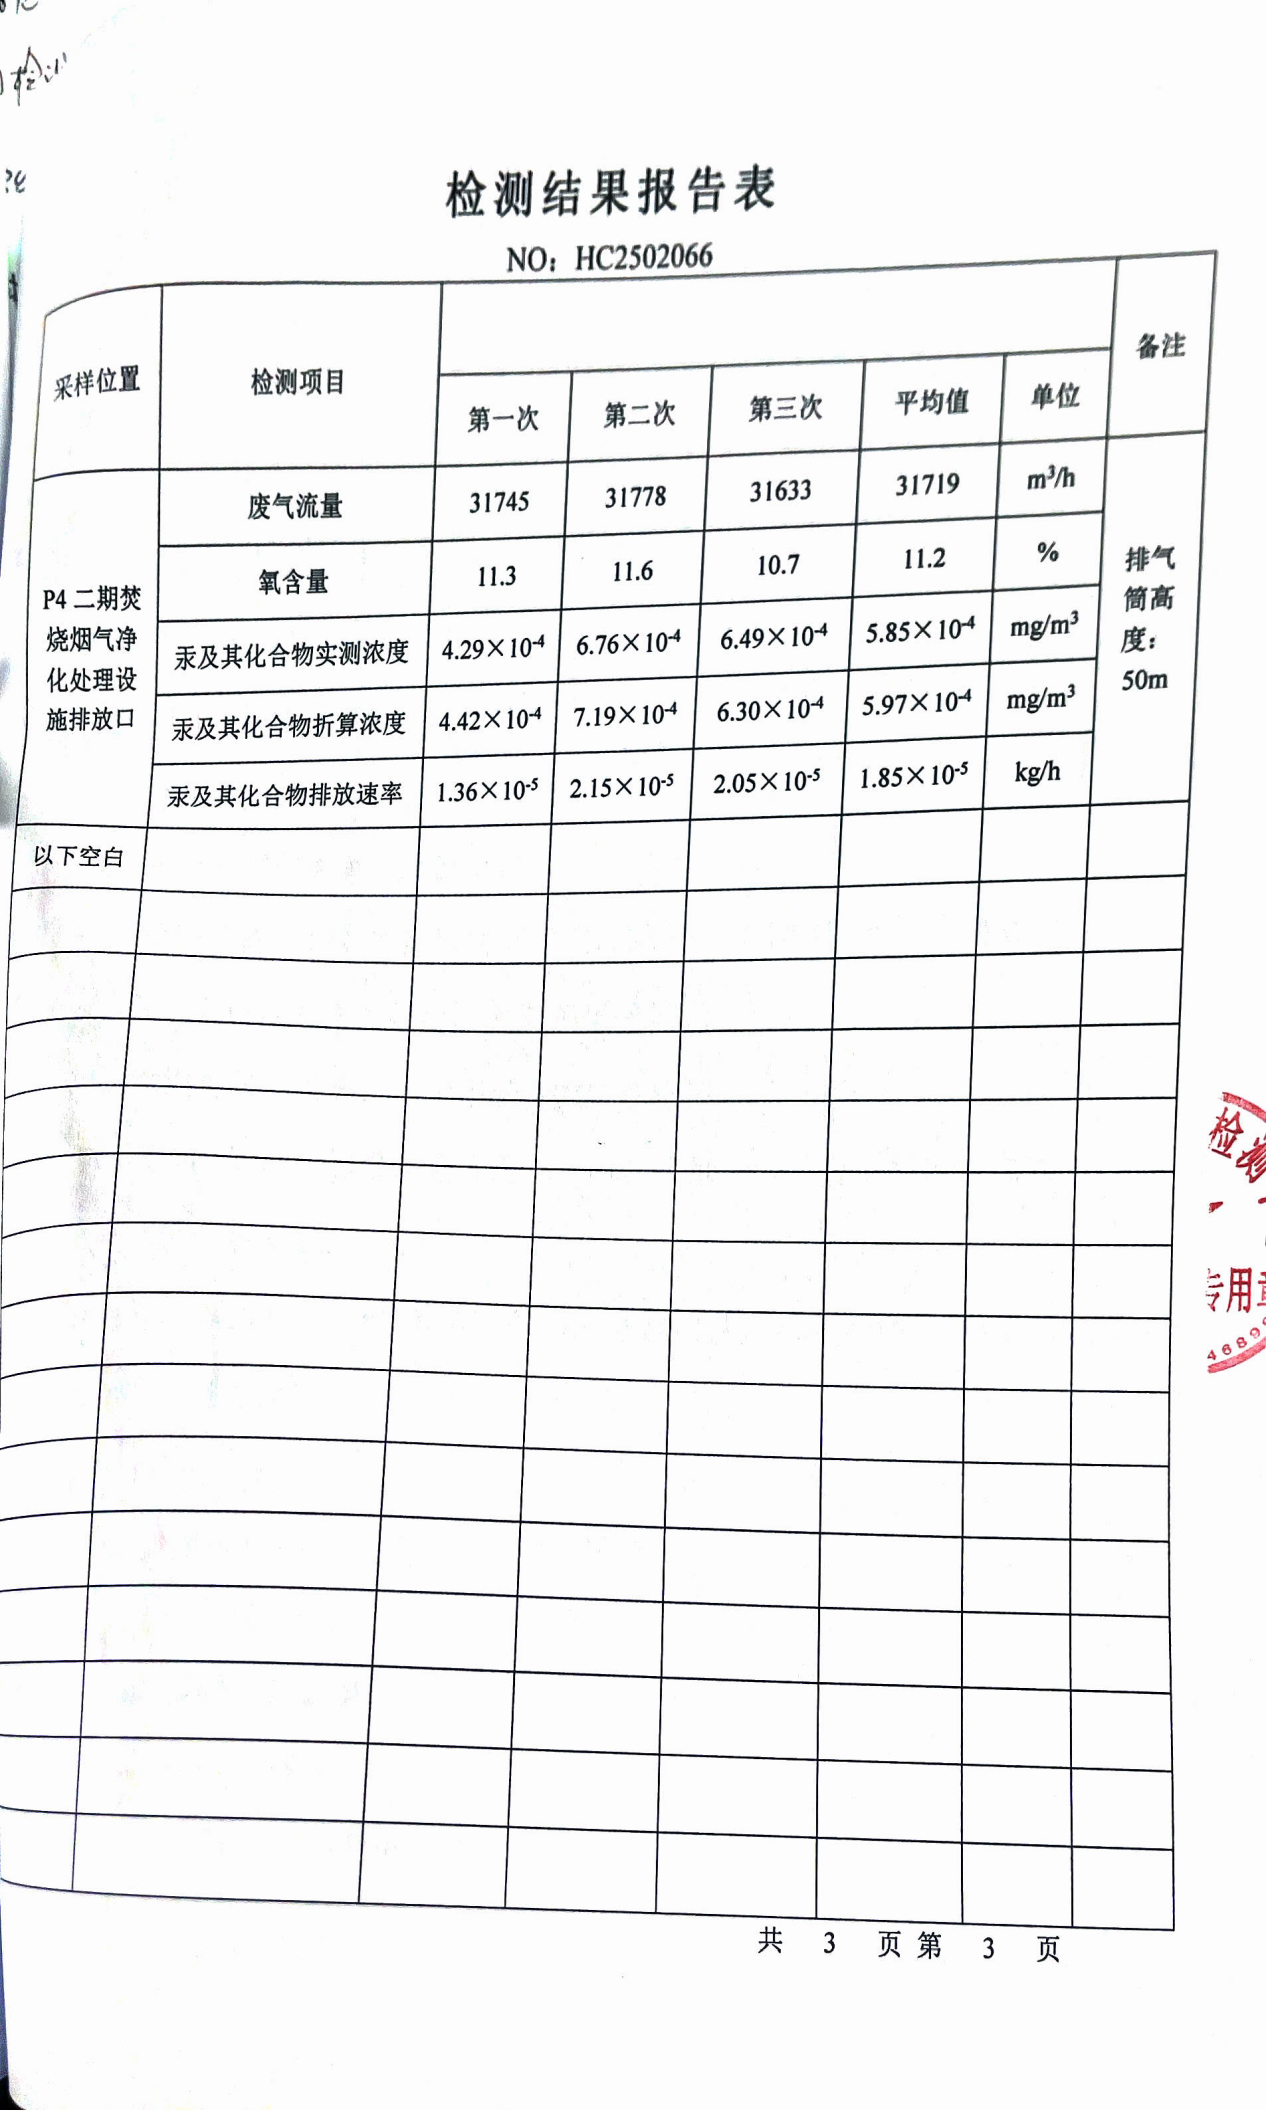 检测结果报告表
NO：HC2502066
采样位置 检测项目 备注
第一次 第二次 第三次 平均值 单位
P4 二期焚
烧烟气净
化处理设
施排放口
废气流量 31745 31778 31633 31719 m³/h
氧含量 11.3 11.6 10.7 11.2 %
汞及其化合物实测浓度 4.29×10⁻⁴ 6.76×10⁻⁴ 6.49×10⁻⁴ 5.85×10⁻⁴ mg/m³
汞及其化合物折算浓度 4.42×10⁻⁴ 7.19×10⁻⁴ 6.30×10⁻⁴ 5.97×10⁻⁴ mg/m³
汞及其化合物排放速率 1.36×10⁻⁵ 2.15×10⁻⁵ 2.05×10⁻⁵ 1.85×10⁻⁵ kg/h
排气
筒高
度：
50m
以下空白
检测
专用章
4689
共 3 页 第 3 页